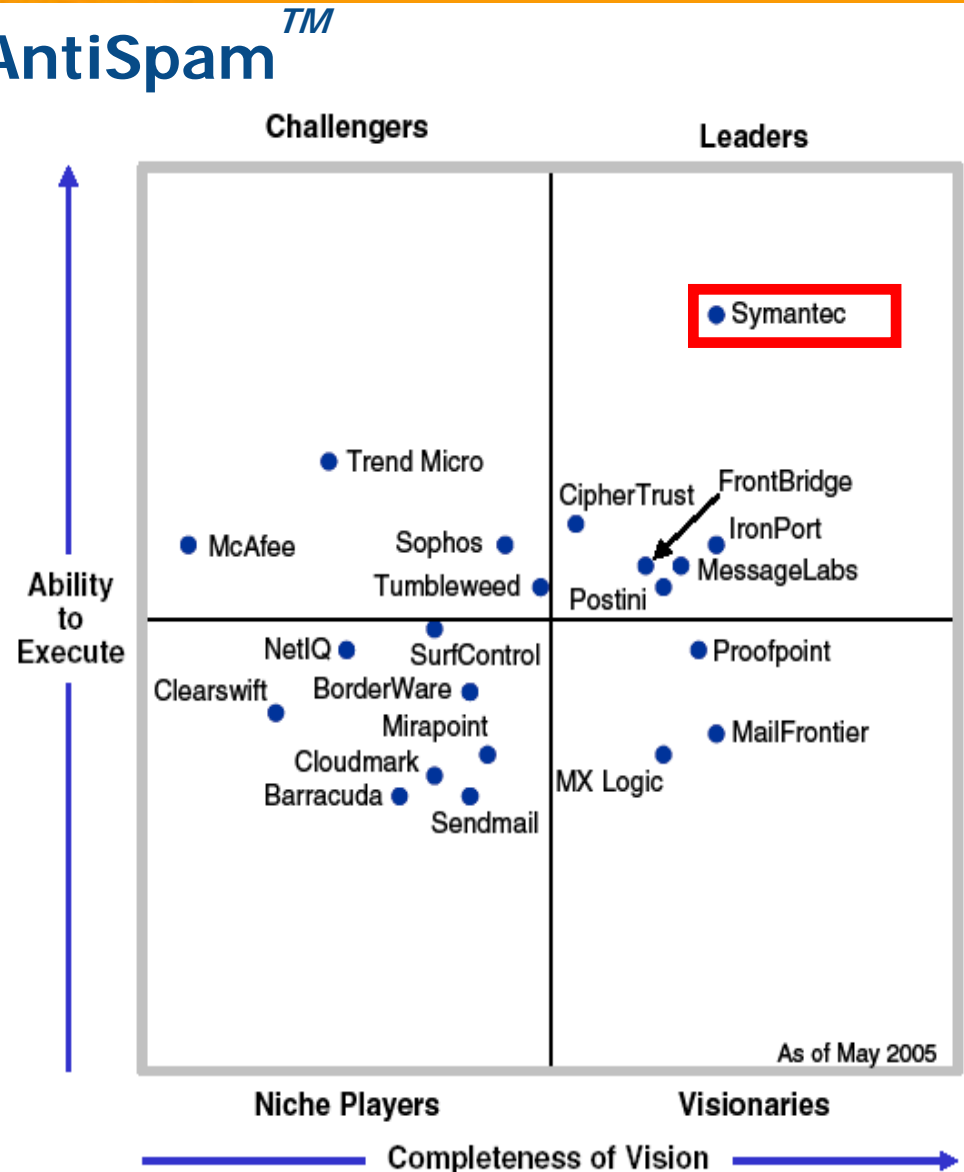 AntiSpam™
Challengers
Leaders
Symantec
Trend Micro
FrontBridge
CipherTrust
IronPort
McAfee
Sophos
MessageLabs
Tumbleweed
Postini
Ability
to
Execute
NetIQ
SurfControl
Proofpoint
Clearswift
BorderWare
Mirapoint
MailFrontier
Cloudmark
MX Logic
Barracuda
Sendmail
As of May 2005
Niche Players
Visionaries
Completeness of Vision